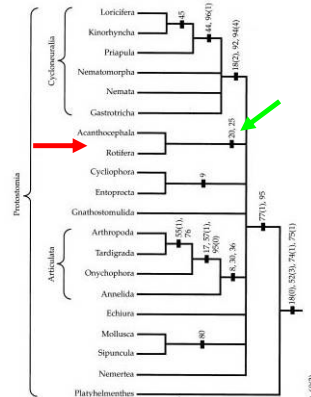 Protostomia
Cycloneuralia
Articulata
Loricifera
Kinorhyncha
Priapula
Nematomorpha
Nemata
Gastrotricha
Acanthocephala
Rotifera
Cycliophora
Entoprocta
Gnathostomulida
Arthropoda
Tardigrada
Onychophora
Annelida
Echiura
Mollusca
Sipuncula
Nemertea
Platyhelmenthes
45
44, 96(1)
18(2), 92, 94(4)
20, 25
9
55(1),
76
17, 57(1),
95(0)
8, 30, 36
80
77(1), 95
18(0), 52(3), 74(1), 75(1)